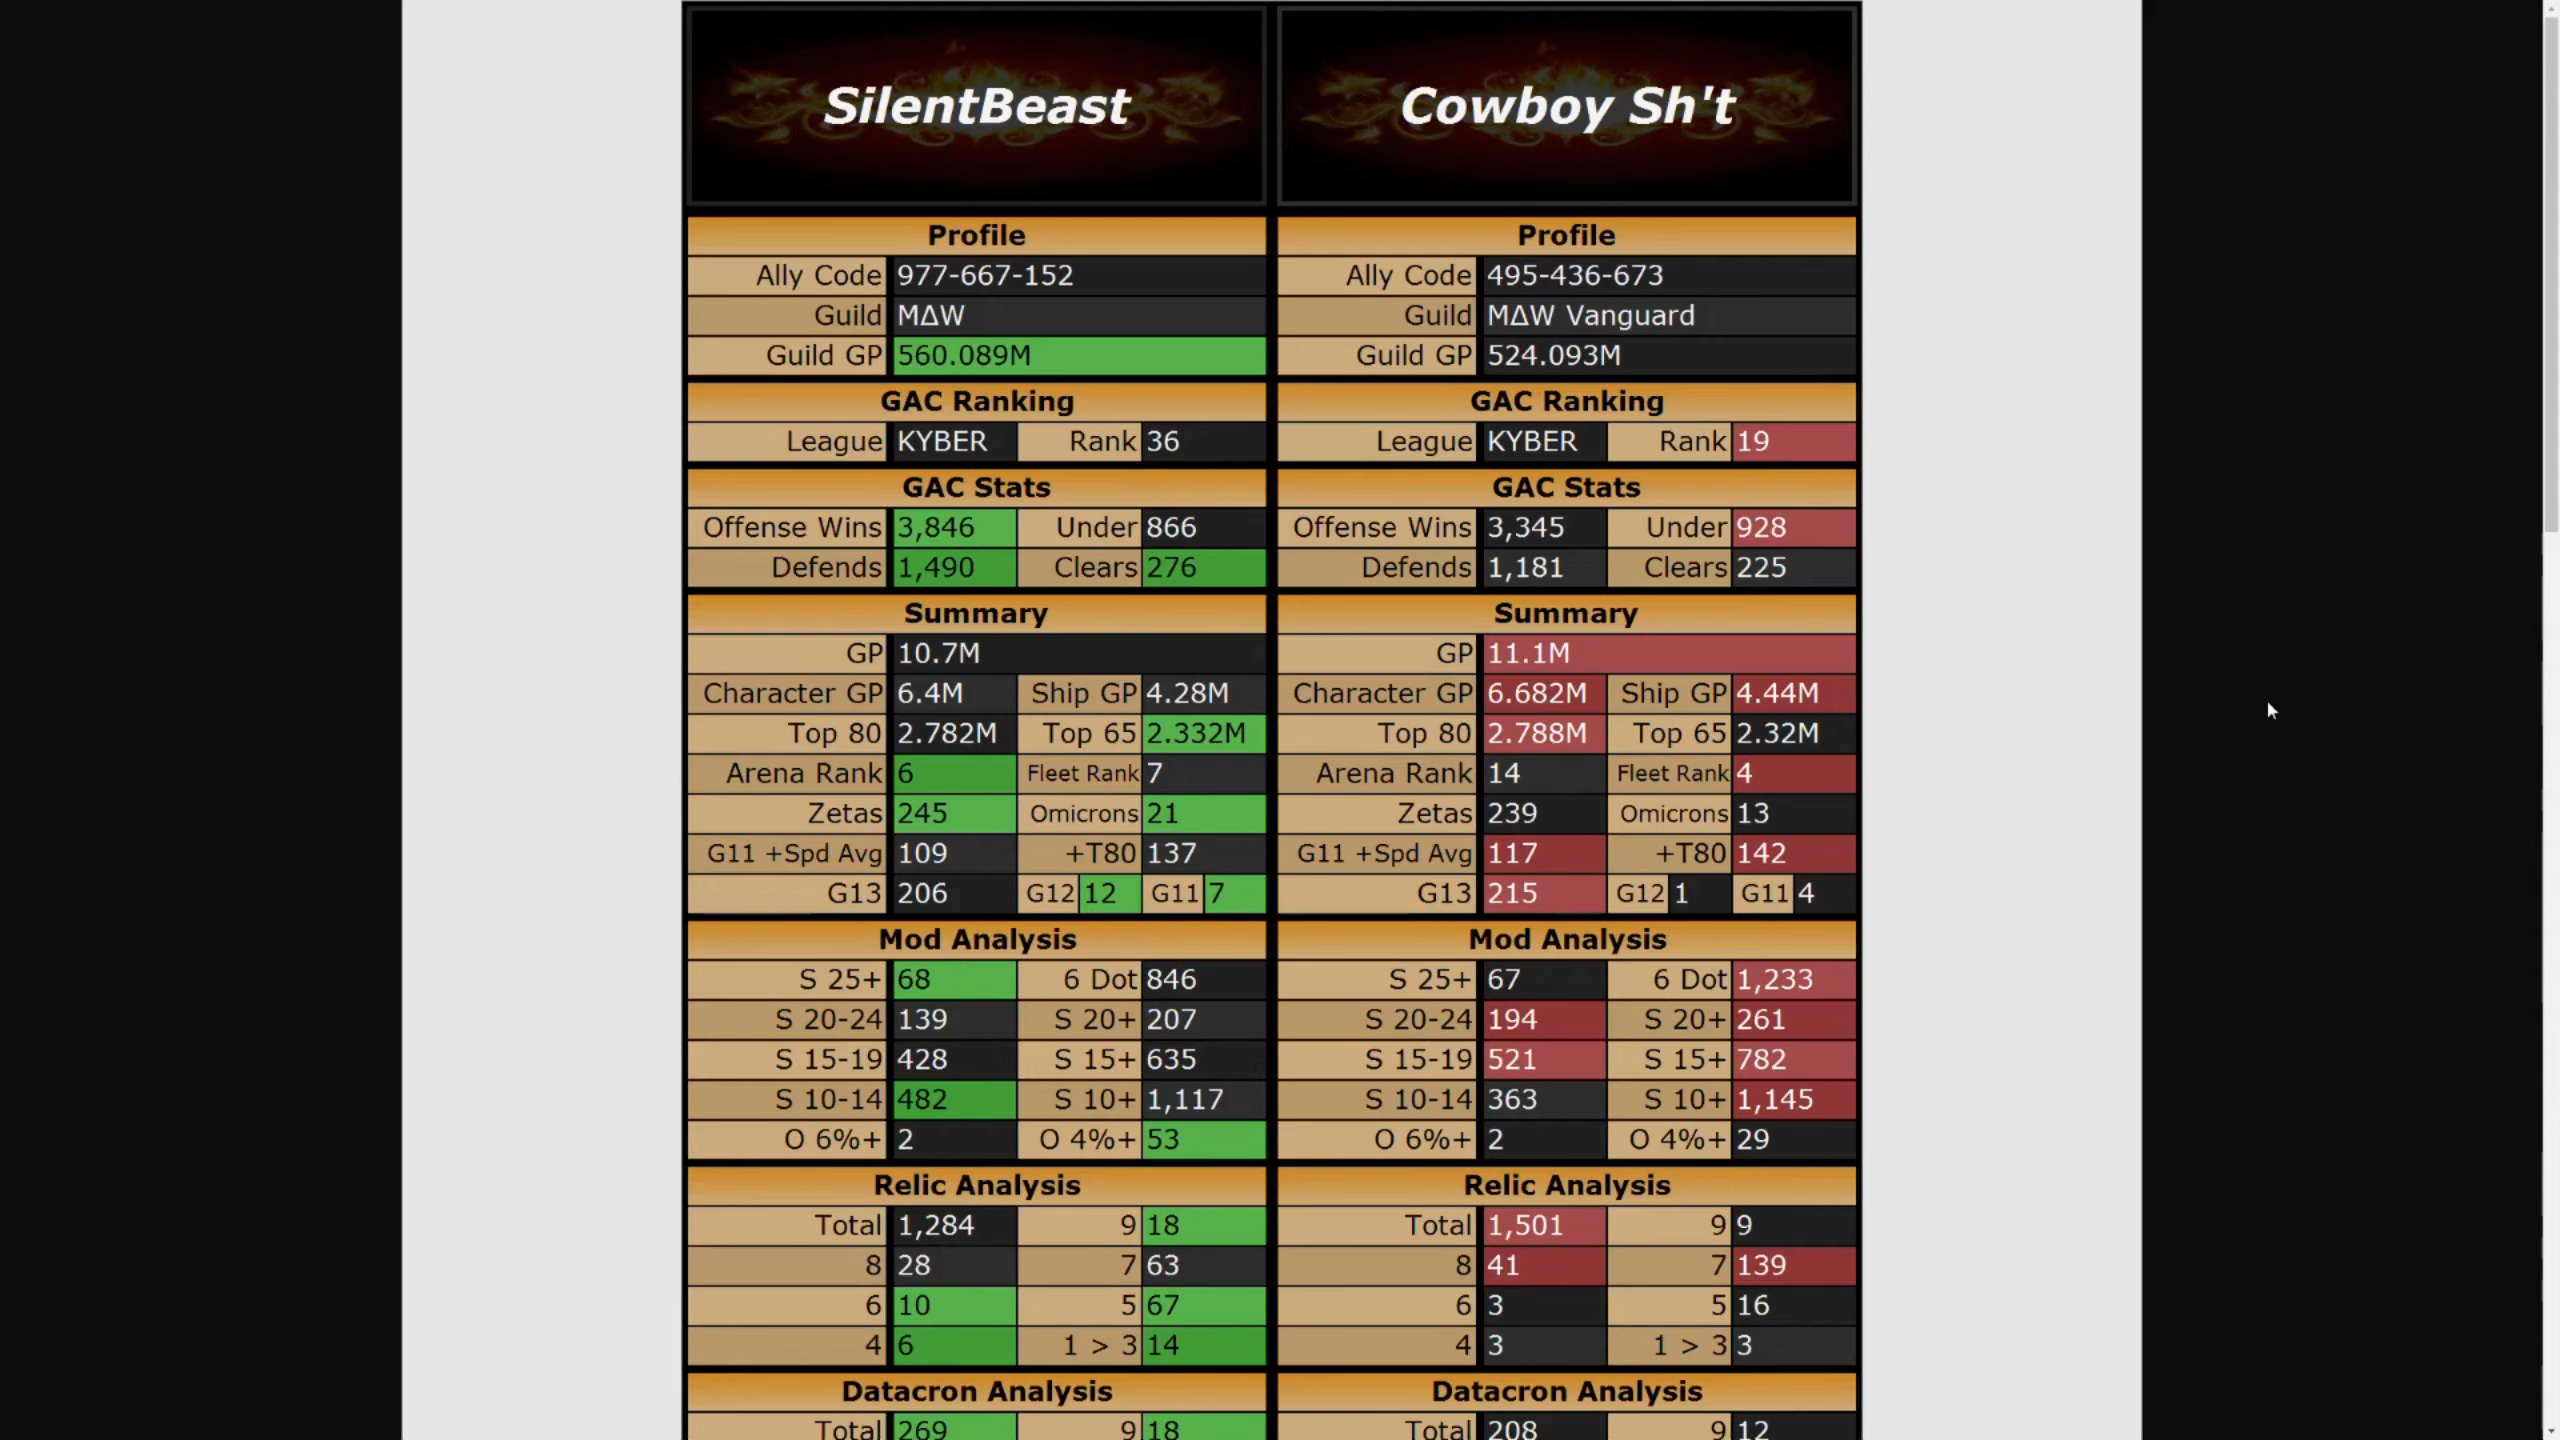 SilentBeast
Profile
Ally Code 977-667-152
Guild MΔW
Guild GP 560.089M
GAC Ranking
League KYBER Rank 36
GAC Stats
Offense Wins 3,846 Under 866
Defends 1,490 Clears 276
Summary
GP 10.7M
Character GP 6.4M Ship GP 4.28M
Top 80 2.782M Top 65 2.332M
Arena Rank 6 Fleet Rank 7
Zetas 245 Omicrons 21
G11 +Spd Avg 109 +T80 137
G13 206 G12 12 G11 7
Mod Analysis
S 25+ 68 6 Dot 846
S 20-24 139 S 20+ 207
S 15-19 428 S 15+ 635
S 10-14 482 S 10+ 1,117
O 6%+ 2 O 4%+ 53
Relic Analysis
Total 1,284 9 18
8 28 7 63
6 10 5 67
4 6 1 > 3 14
Datacron Analysis
Total 269 9 18
Cowboy Sh't
Profile
Ally Code 495-436-673
Guild MΔW Vanguard
Guild GP 524.093M
GAC Ranking
League KYBER Rank 19
GAC Stats
Offense Wins 3,345 Under 928
Defends 1,181 Clears 225
Summary
GP 11.1M
Character GP 6.682M Ship GP 4.44M
Top 80 2.788M Top 65 2.32M
Arena Rank 14 Fleet Rank 4
Zetas 239 Omicrons 13
G11 +Spd Avg 117 +T80 142
G13 215 G12 1 G11 4
Mod Analysis
S 25+ 67 6 Dot 1,233
S 20-24 194 S 20+ 261
S 15-19 521 S 15+ 782
S 10-14 363 S 10+ 1,145
O 6%+ 2 O 4%+ 29
Relic Analysis
Total 1,501 9 9
8 41 7 139
6 3 5 16
4 3 1 > 3 3
Datacron Analysis
Total 208 9 12